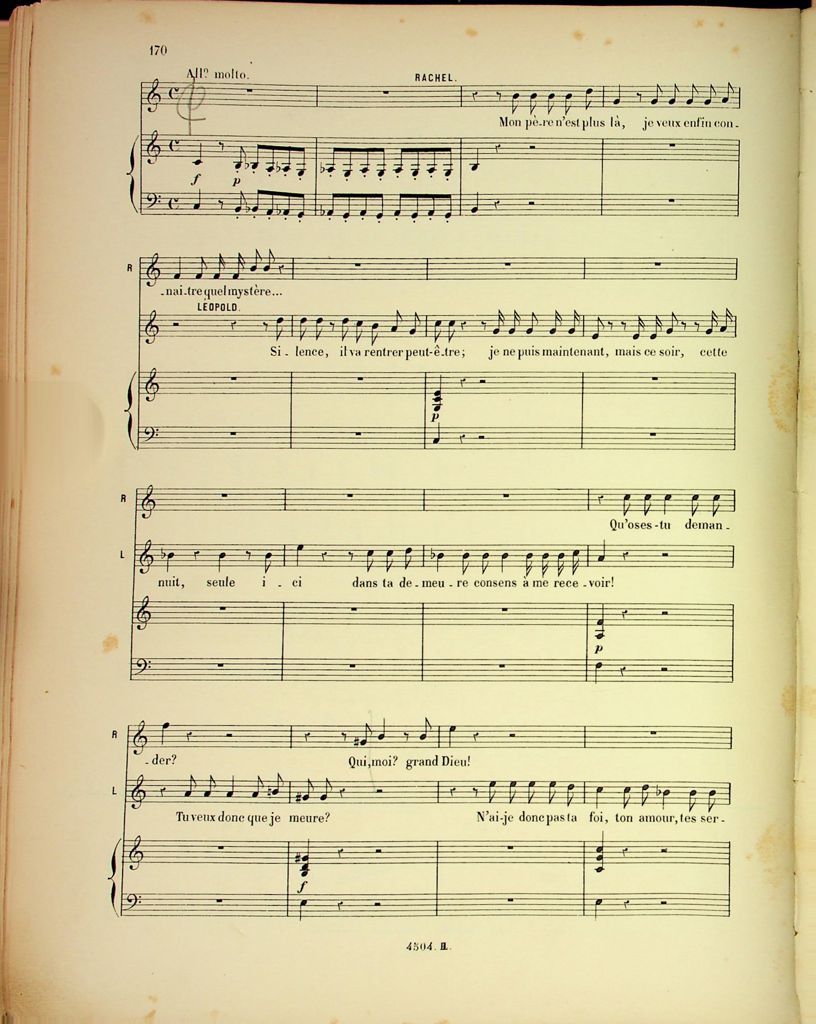 170
All? molto.
RACHEL.
Mon pè-re n'est plus là, je veux enfin con-
f p
R
-nai-tre quel mystère...
LEOPOLD.
Si-lence, il va rentrer peut-ê-tre; je ne puis maintenant, mais ce soir, cette
p
R
Qu'oses-tu deman-
L
nuit, seule i-ci dans ta de-meu-re consens à me rece-voir!
p
R
-der? Qui, moi? grand Dieu!
L
Tu veux donc que je meure? N'ai-je donc pas ta foi, ton amour, tes ser-
f
4504. H.